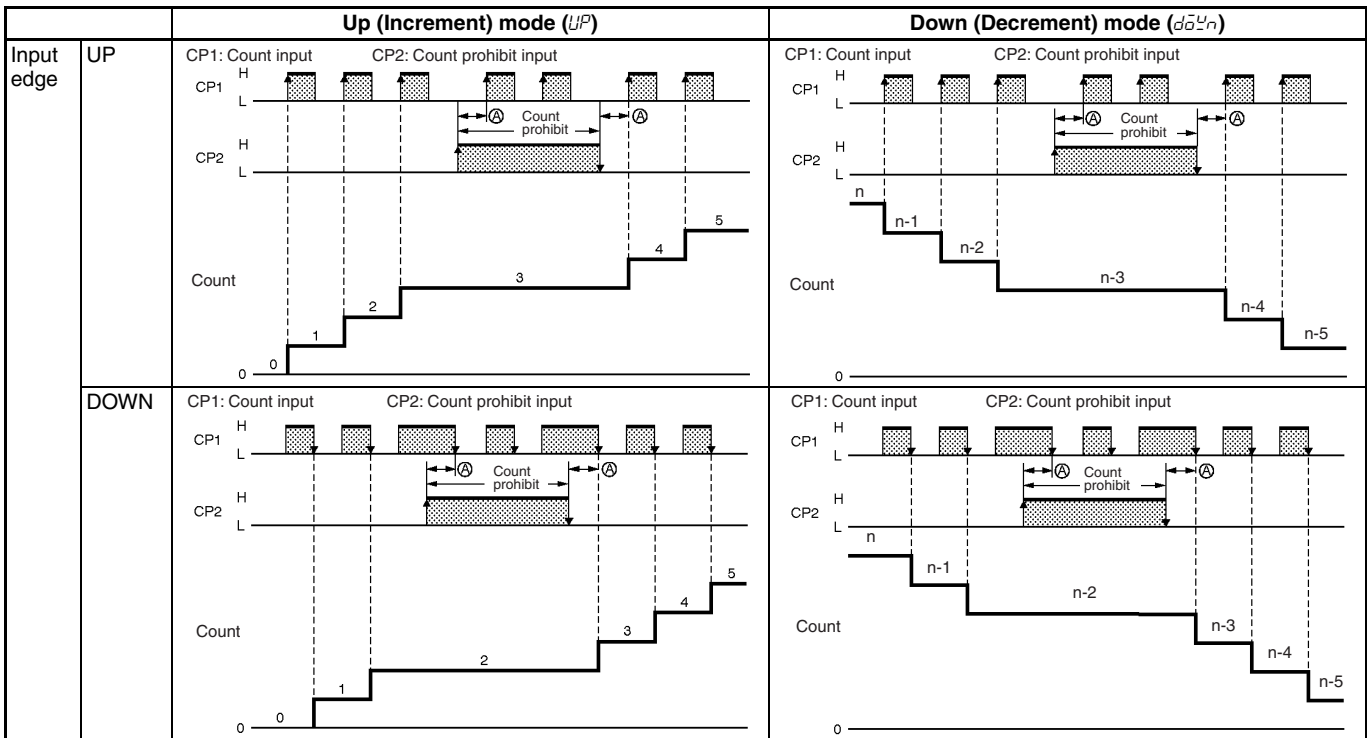 Up (Increment) mode (UP)
Down (Decrement) mode (doYn)
Input edge
UP
CP1: Count input CP2: Count prohibit input
H
CP1
L
Ⓐ Count prohibit Ⓐ
H
CP2
L
Count
0
0 1 2 3 4 5
CP1: Count input CP2: Count prohibit input
H
CP1
L
Ⓐ Count prohibit Ⓐ
H
CP2
L
n n-1 n-2 n-3 n-4 n-5
Count
0
DOWN
CP1: Count input CP2: Count prohibit input
H
CP1
L
Ⓐ Count prohibit Ⓐ
H
CP2
L
Count
0
0 1 2 3 4 5
CP1: Count input CP2: Count prohibit input
H
CP1
L
Ⓐ Count prohibit Ⓐ
H
CP2
L
n n-1 n-2 n-3 n-4 n-5
Count
0